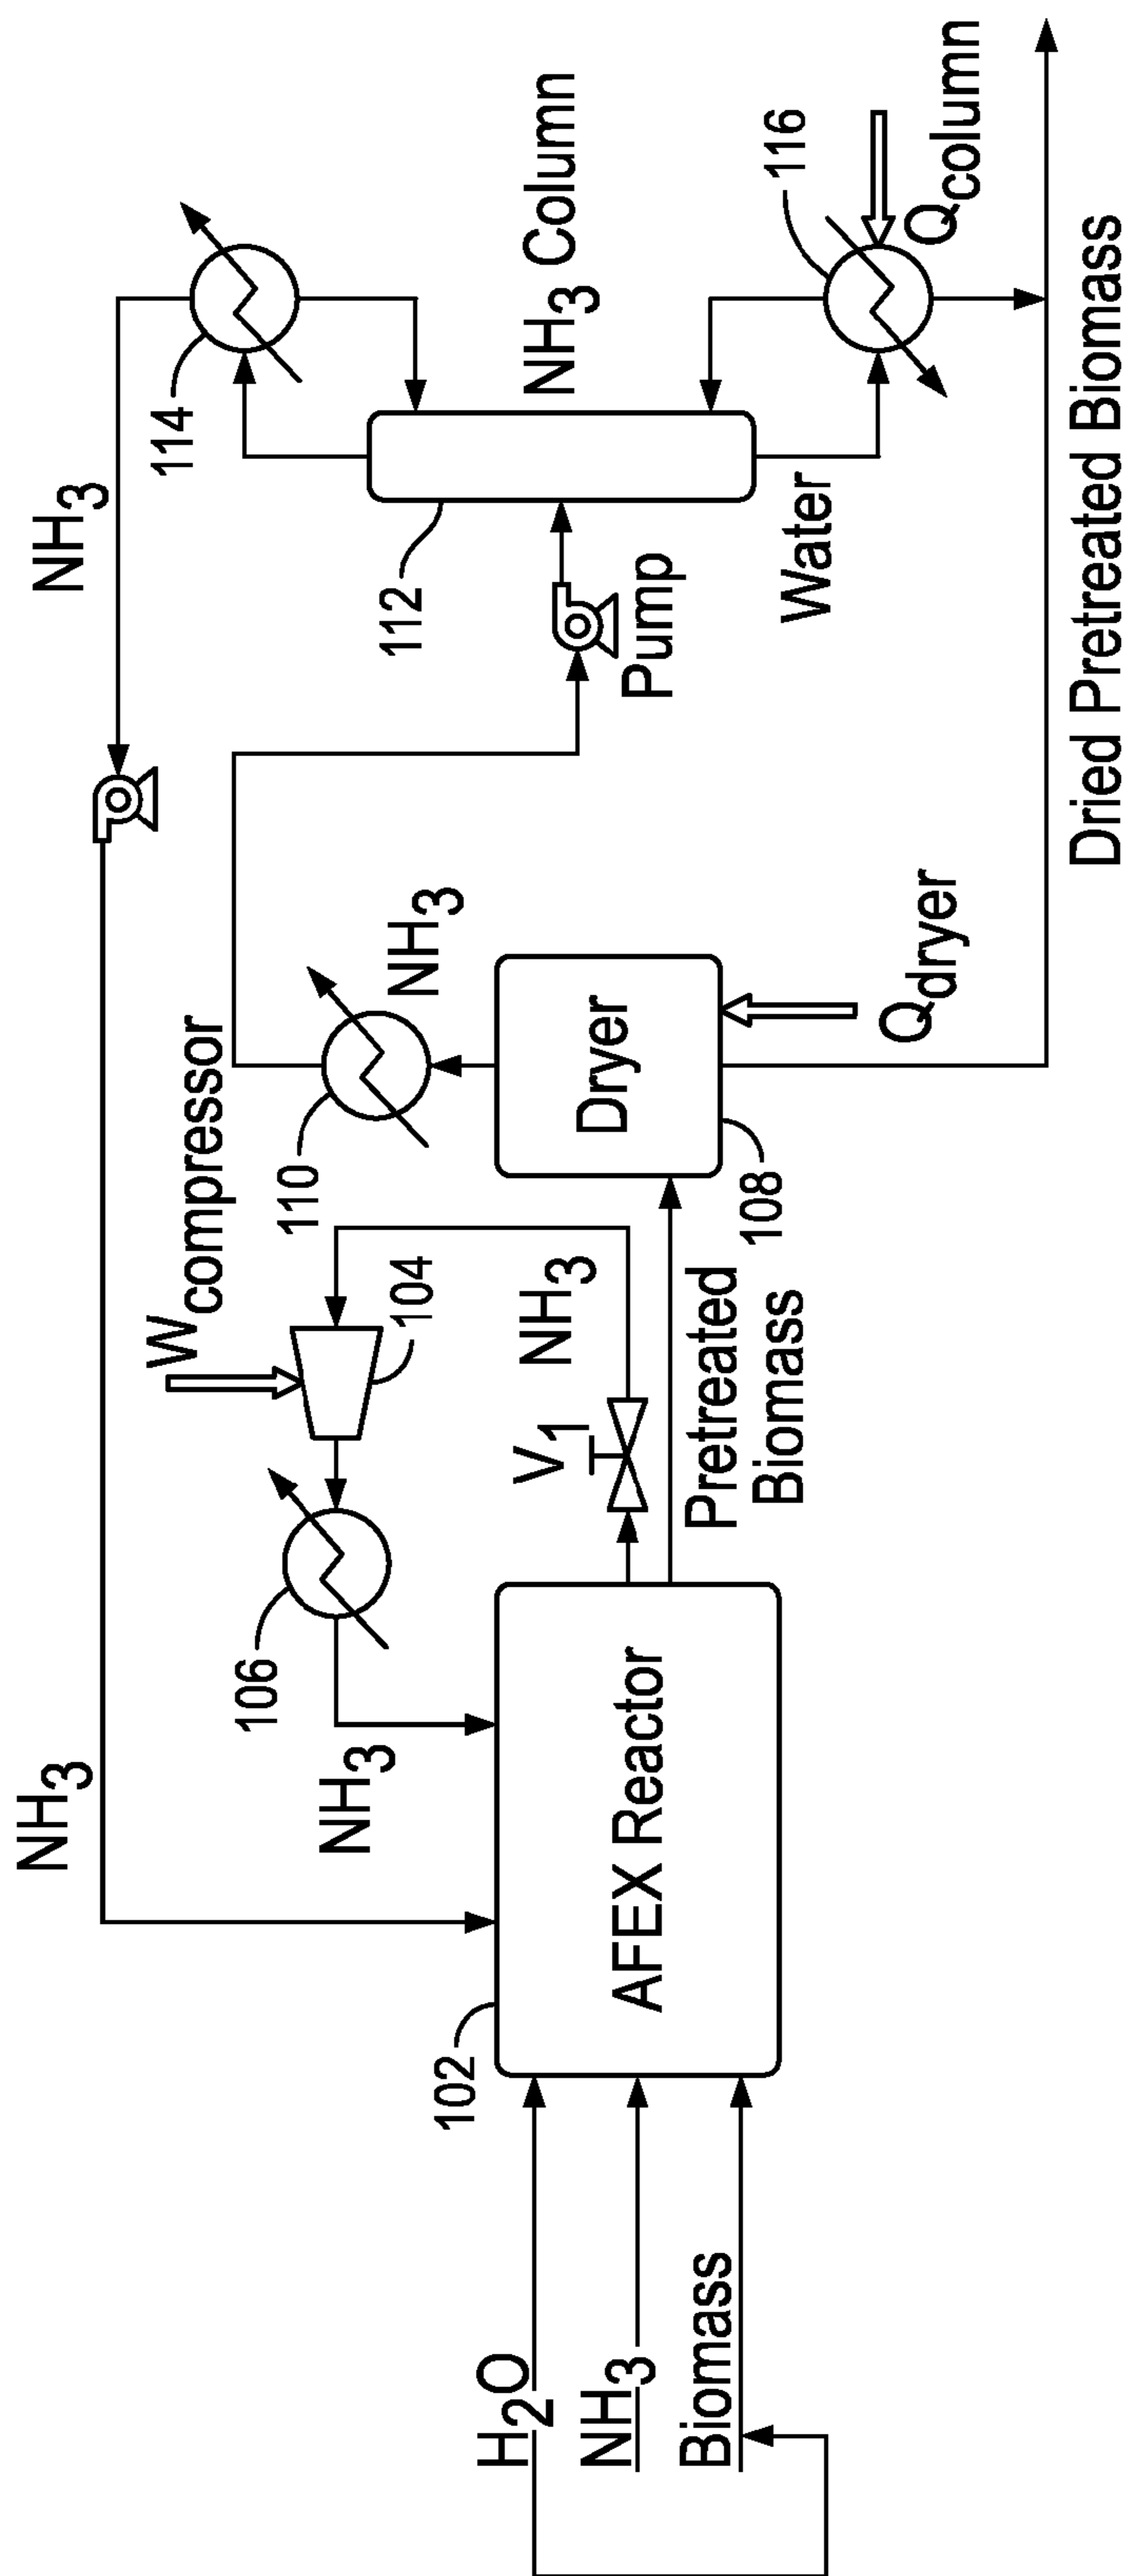 NH3
NH3
Wcompressor
114
NH3 Column
116
Qcolumn
112
Pump
Water
110
NH3
104
106
NH3
V1
NH3
Dryer
108
Qdryer
102
AFEX Reactor
Pretreated
Biomass
H2O
NH3
Biomass
Dried Pretreated Biomass